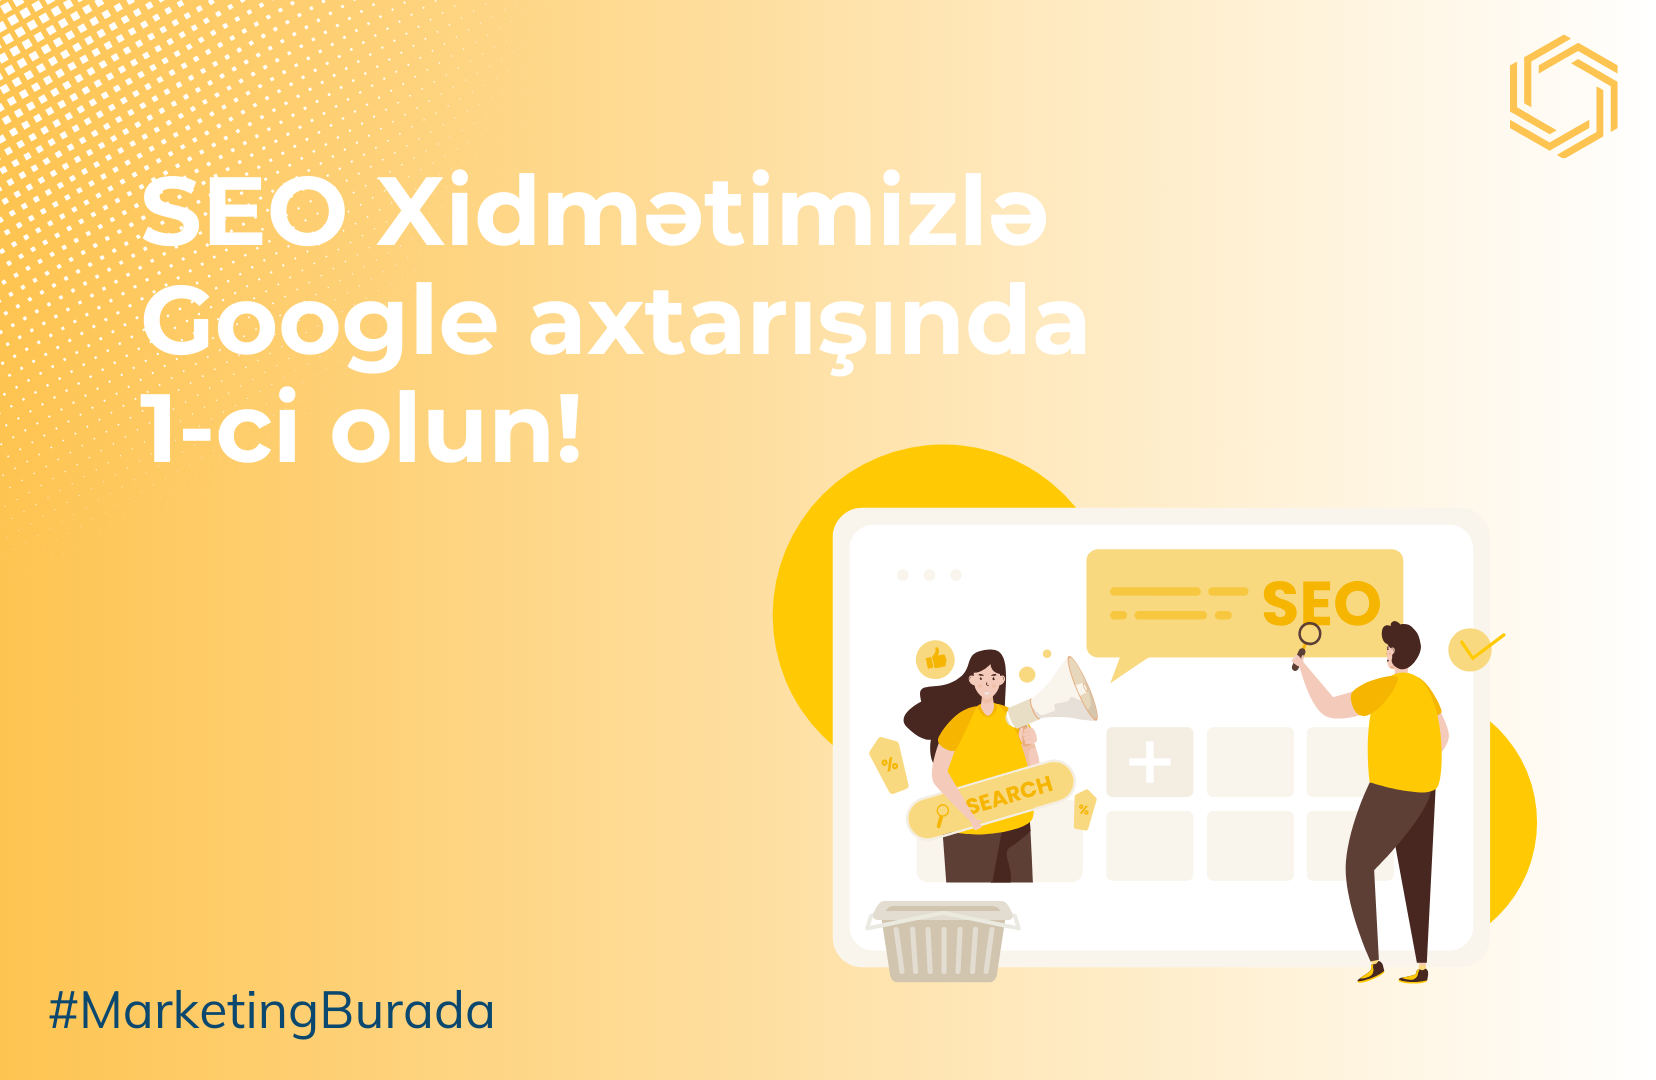 SEO Xidmətimizlə
Google axtarışında
1-ci olun!
SEO
%
SEARCH
%
#MarketingBurada